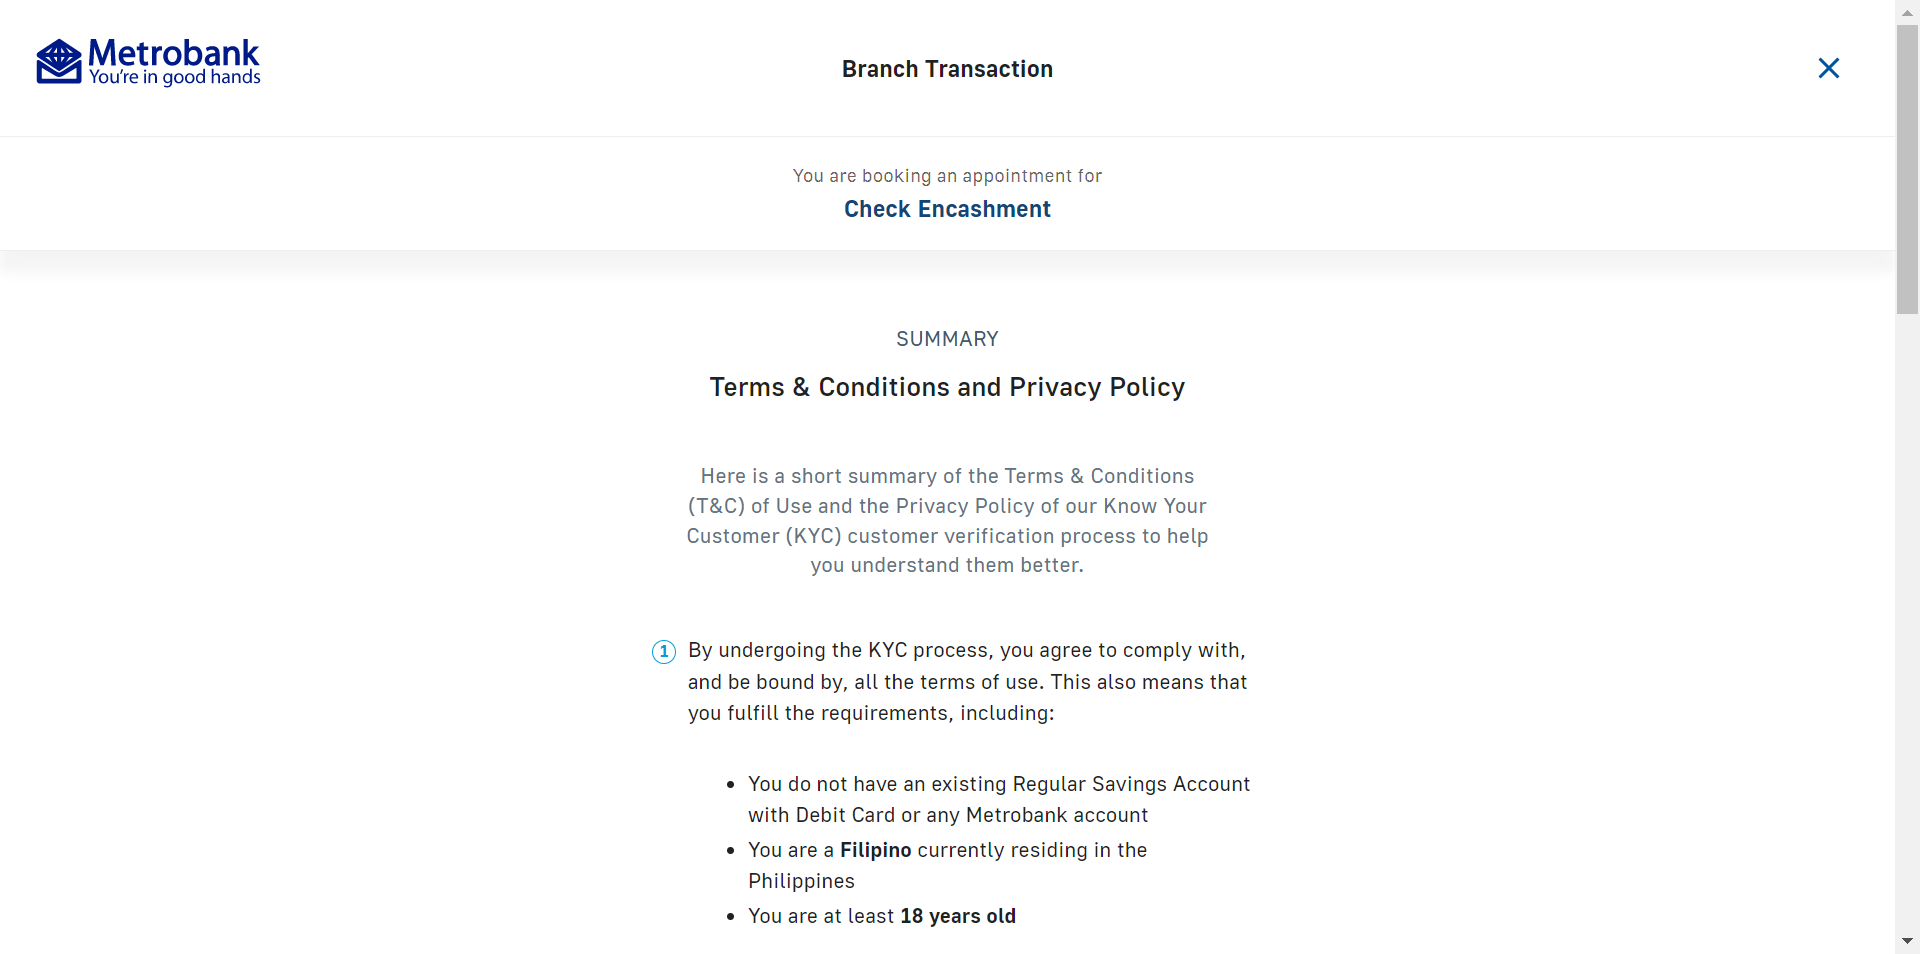 Metrobank
You're in good hands
Branch Transaction
You are booking an appointment for
Check Encashment
SUMMARY
Terms & Conditions and Privacy Policy
Here is a short summary of the Terms & Conditions
(T&C) of Use and the Privacy Policy of our Know Your
Customer (KYC) customer verification process to help
you understand them better.
1 By undergoing the KYC process, you agree to comply with,
and be bound by, all the terms of use. This also means that
you fulfill the requirements, including:
• You do not have an existing Regular Savings Account
with Debit Card or any Metrobank account
• You are a Filipino currently residing in the
Philippines
• You are at least 18 years old